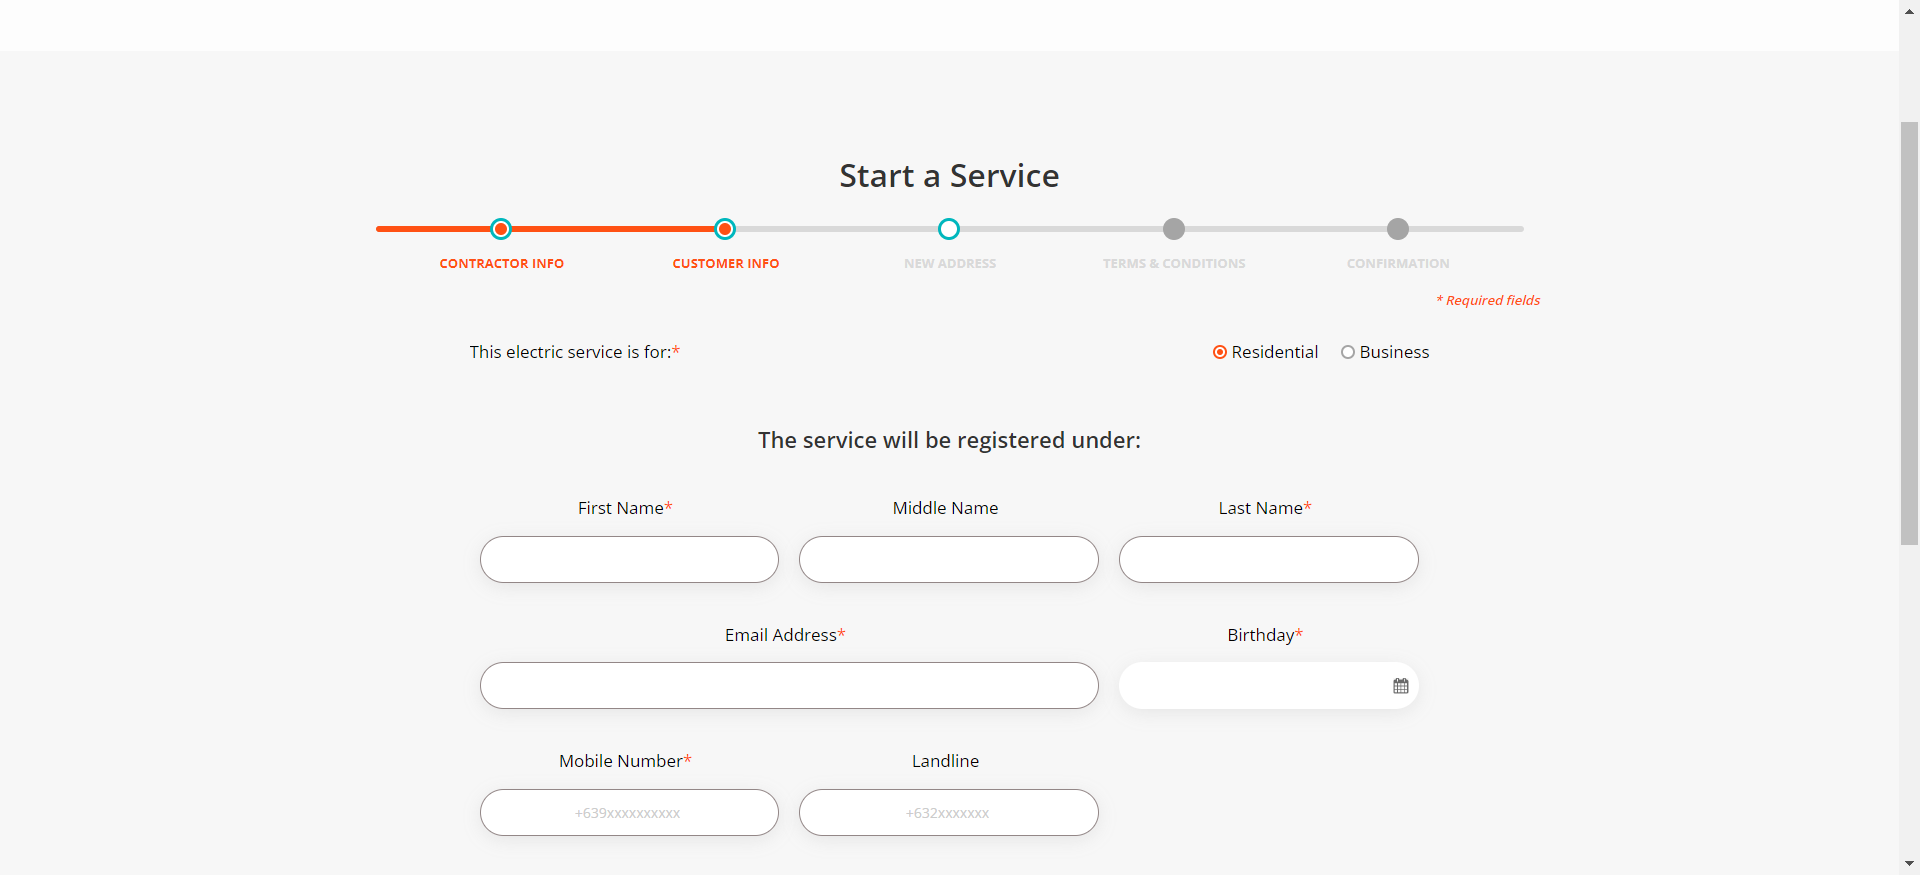 Start a Service
CONTRACTOR INFO CUSTOMER INFO NEW ADDRESS TERMS & CONDITIONS CONFIRMATION
* Required fields
This electric service is for:* Residential Business
The service will be registered under:
First Name* Middle Name Last Name*
Email Address* Birthday*
Mobile Number* Landline
+639xxxxxxxxxx +632xxxxxxx